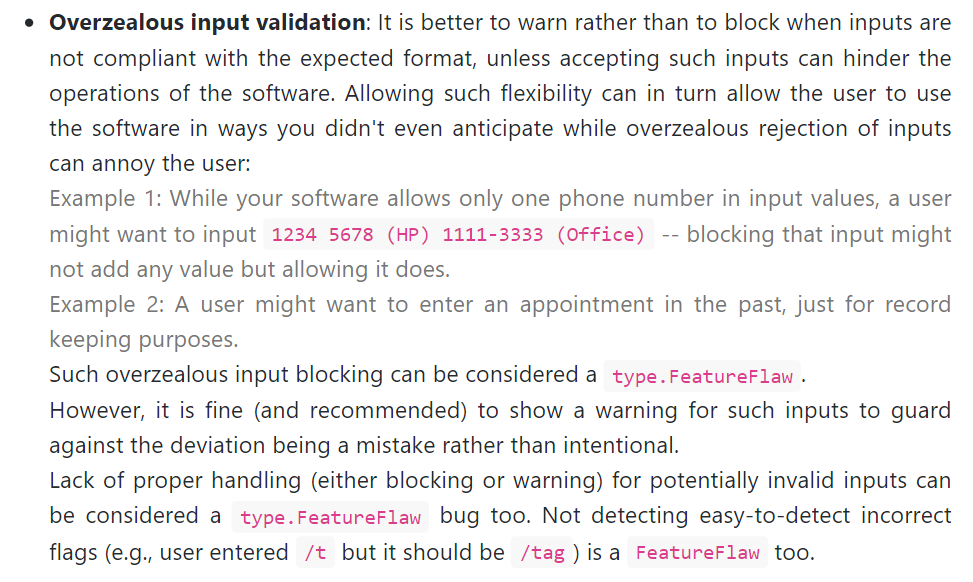 • Overzealous input validation: It is better to warn rather than to block when inputs are
not compliant with the expected format, unless accepting such inputs can hinder the
operations of the software. Allowing such flexibility can in turn allow the user to use
the software in ways you didn't even anticipate while overzealous rejection of inputs
can annoy the user:
Example 1: While your software allows only one phone number in input values, a user
might want to input 1234 5678 (HP) 1111-3333 (Office) -- blocking that input might
not add any value but allowing it does.
Example 2: A user might want to enter an appointment in the past, just for record
keeping purposes.
Such overzealous input blocking can be considered a type.FeatureFlaw.
However, it is fine (and recommended) to show a warning for such inputs to guard
against the deviation being a mistake rather than intentional.
Lack of proper handling (either blocking or warning) for potentially invalid inputs can
be considered a type.FeatureFlaw bug too. Not detecting easy-to-detect incorrect
flags (e.g., user entered /t but it should be /tag) is a FeatureFlaw too.